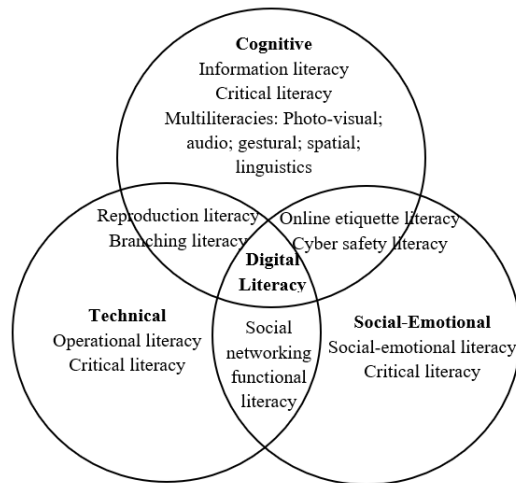 Cognitive
Information literacy
Critical literacy
Multiliteracies: Photo-visual;
audio; gestural; spatial;
linguistics
Reproduction literacy
Branching literacy
Online etiquette literacy
Cyber safety literacy
Digital
Literacy
Technical
Operational literacy
Critical literacy
Social
networking
functional
literacy
Social-Emotional
Social-emotional literacy
Critical literacy